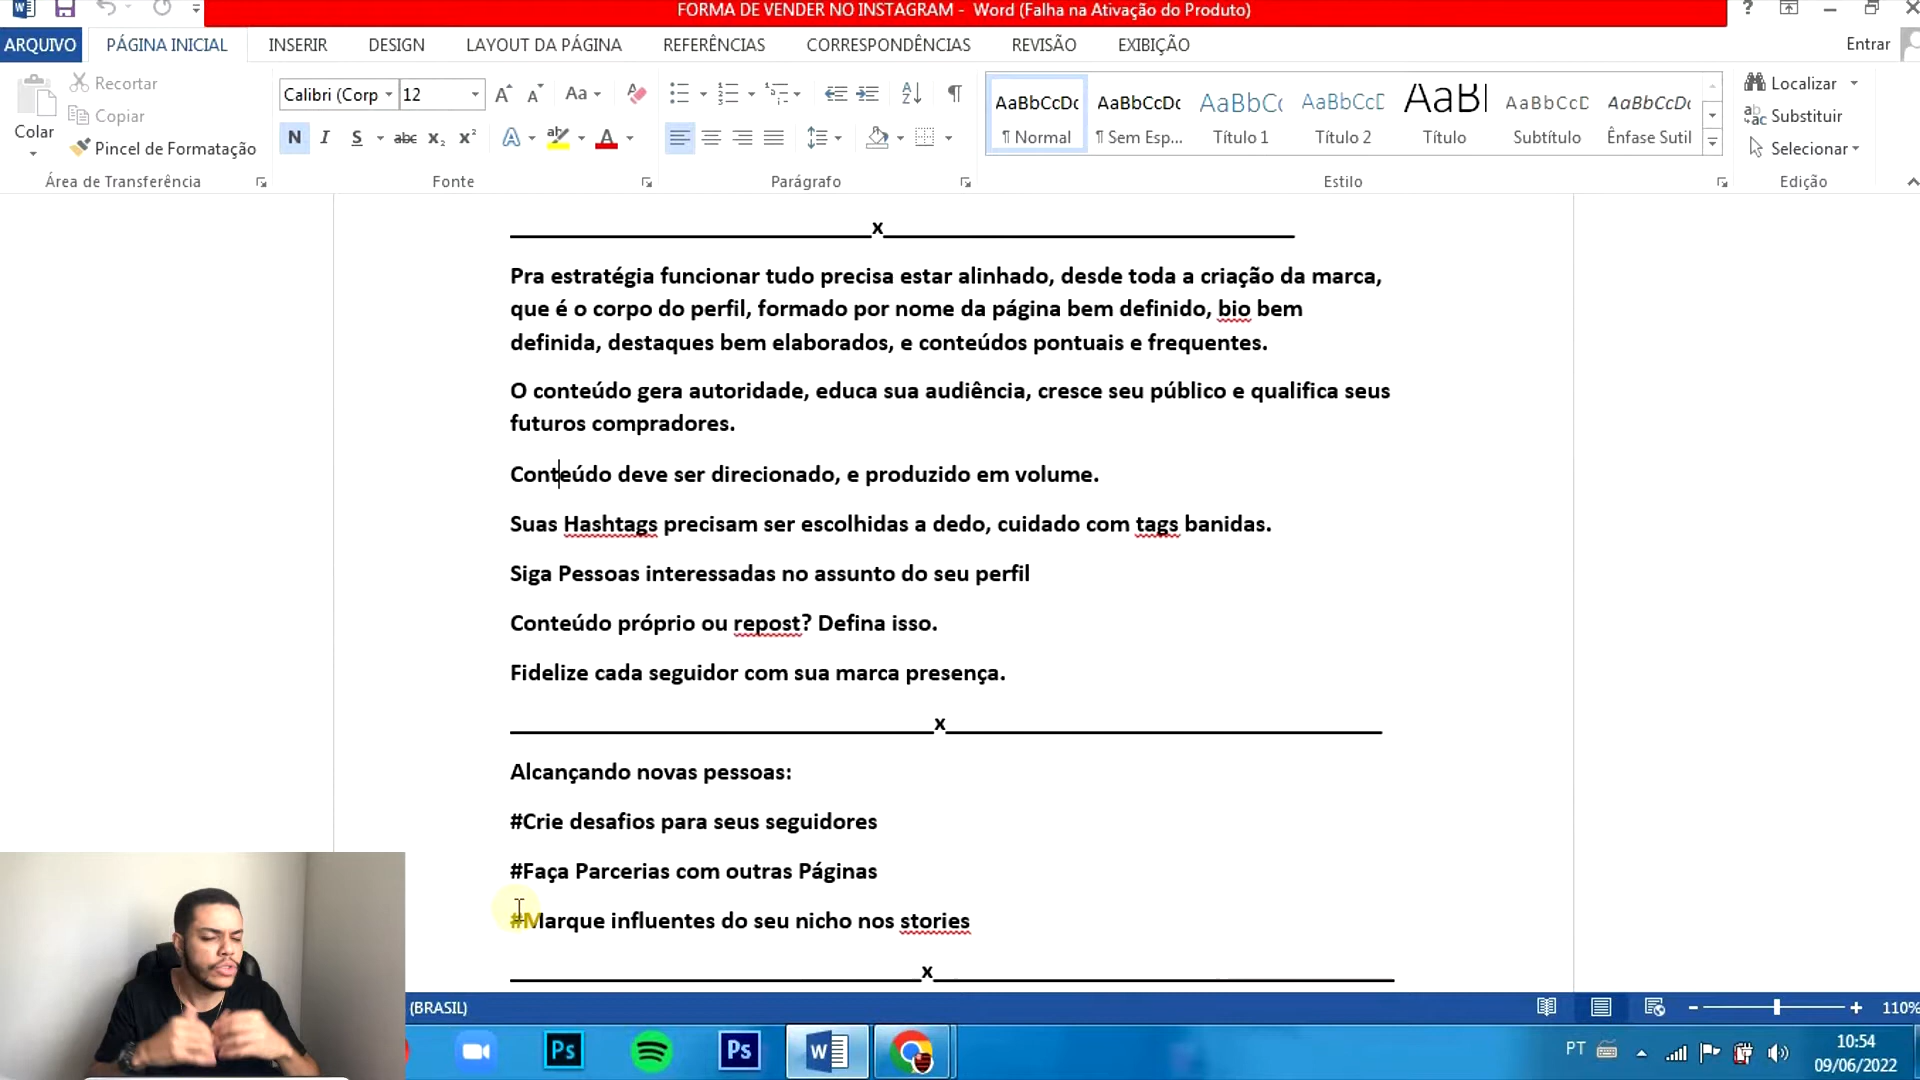 FORMA DE VENDER NO INSTAGRAM - Word (Falha na Ativação do Produto)
ARQUIVO PÁGINA INICIAL INSERIR DESIGN LAYOUT DA PÁGINA REFERÊNCIAS CORRESPONDÊNCIAS REVISÃO EXIBIÇÃO Entrar
Recortar
Copiar
Colar
Pincel de Formatação
Área de Transferência
Calibri (Corp 12
Fonte
Parágrafo
AaBbCcDc AaBbCcDc AaBbC AaBbCcD AaB AaBbCcD AaBbCcDc
¶ Normal ¶ Sem Esp... Título 1 Título 2 Título Subtítulo Ênfase Sutil
Estilo
Localizar
Substituir
Selecionar
Edição
x
Pra estratégia funcionar tudo precisa estar alinhado, desde toda a criação da marca,
que é o corpo do perfil, formado por nome da página bem definido, bio bem
definida, destaques bem elaborados, e conteúdos pontuais e frequentes.
O conteúdo gera autoridade, educa sua audiência, cresce seu público e qualifica seus
futuros compradores.
Conteúdo deve ser direcionado, e produzido em volume.
Suas Hashtags precisam ser escolhidas a dedo, cuidado com tags banidas.
Siga Pessoas interessadas no assunto do seu perfil
Conteúdo próprio ou repost? Defina isso.
Fidelize cada seguidor com sua marca presença.
x
Alcançando novas pessoas:
#Crie desafios para seus seguidores
#Faça Parcerias com outras Páginas
#Marque influentes do seu nicho nos stories
x
(BRASIL) 110%
Ps Ps W
PT 10:54
09/06/2022